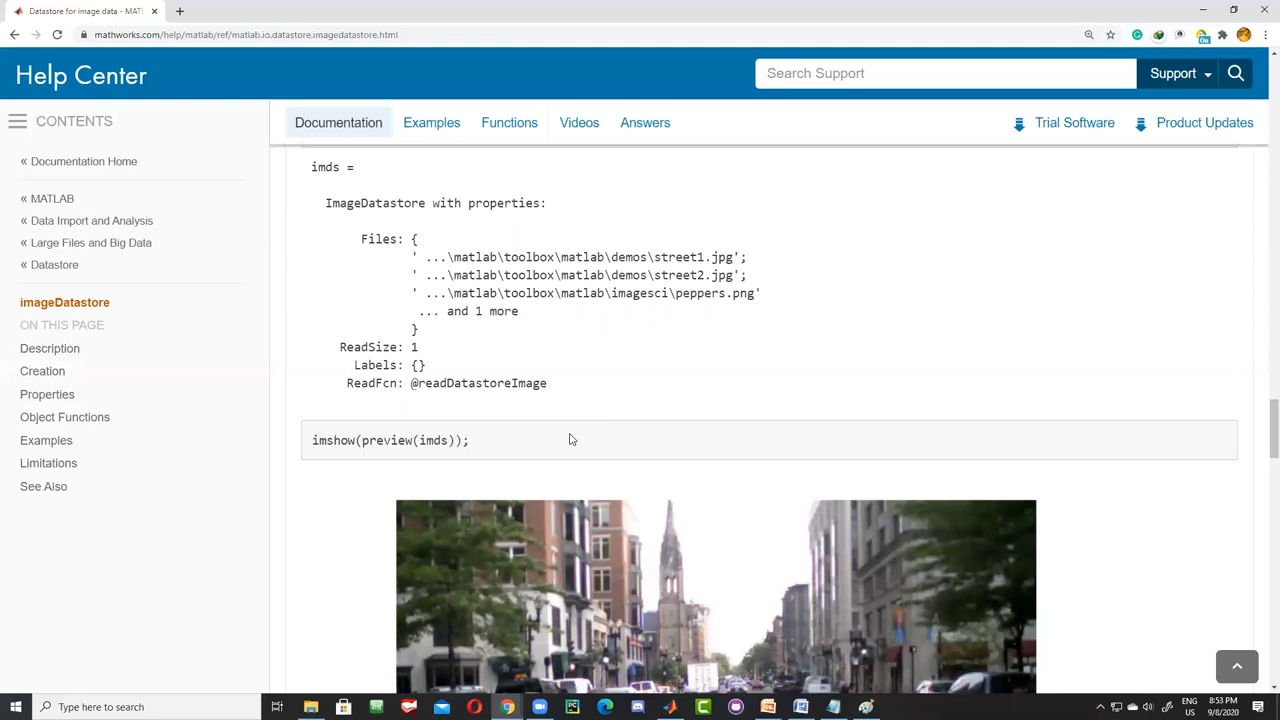 Datastore for image data - MATL
mathworks.com/help/matlab/ref/matlab.io.datastore.imagedatastore.html
Help Center
Search Support
Support
CONTENTS
Documentation
Examples
Functions
Videos
Answers
Trial Software
Product Updates
« Documentation Home
« MATLAB
« Data Import and Analysis
« Large Files and Big Data
« Datastore
imageDatastore
ON THIS PAGE
Description
Creation
Properties
Object Functions
Examples
Limitations
See Also
imds =
ImageDatastore with properties:
Files: {
' ...\matlab\toolbox\matlab\demos\street1.jpg';
' ...\matlab\toolbox\matlab\demos\street2.jpg';
' ...\matlab\toolbox\matlab\imagesci\peppers.png'
... and 1 more
}
ReadSize: 1
Labels: {}
ReadFcn: @readDatastoreImage
imshow(preview(imds));
Type here to search
ENG
US
8:53 PM
9/8/2020